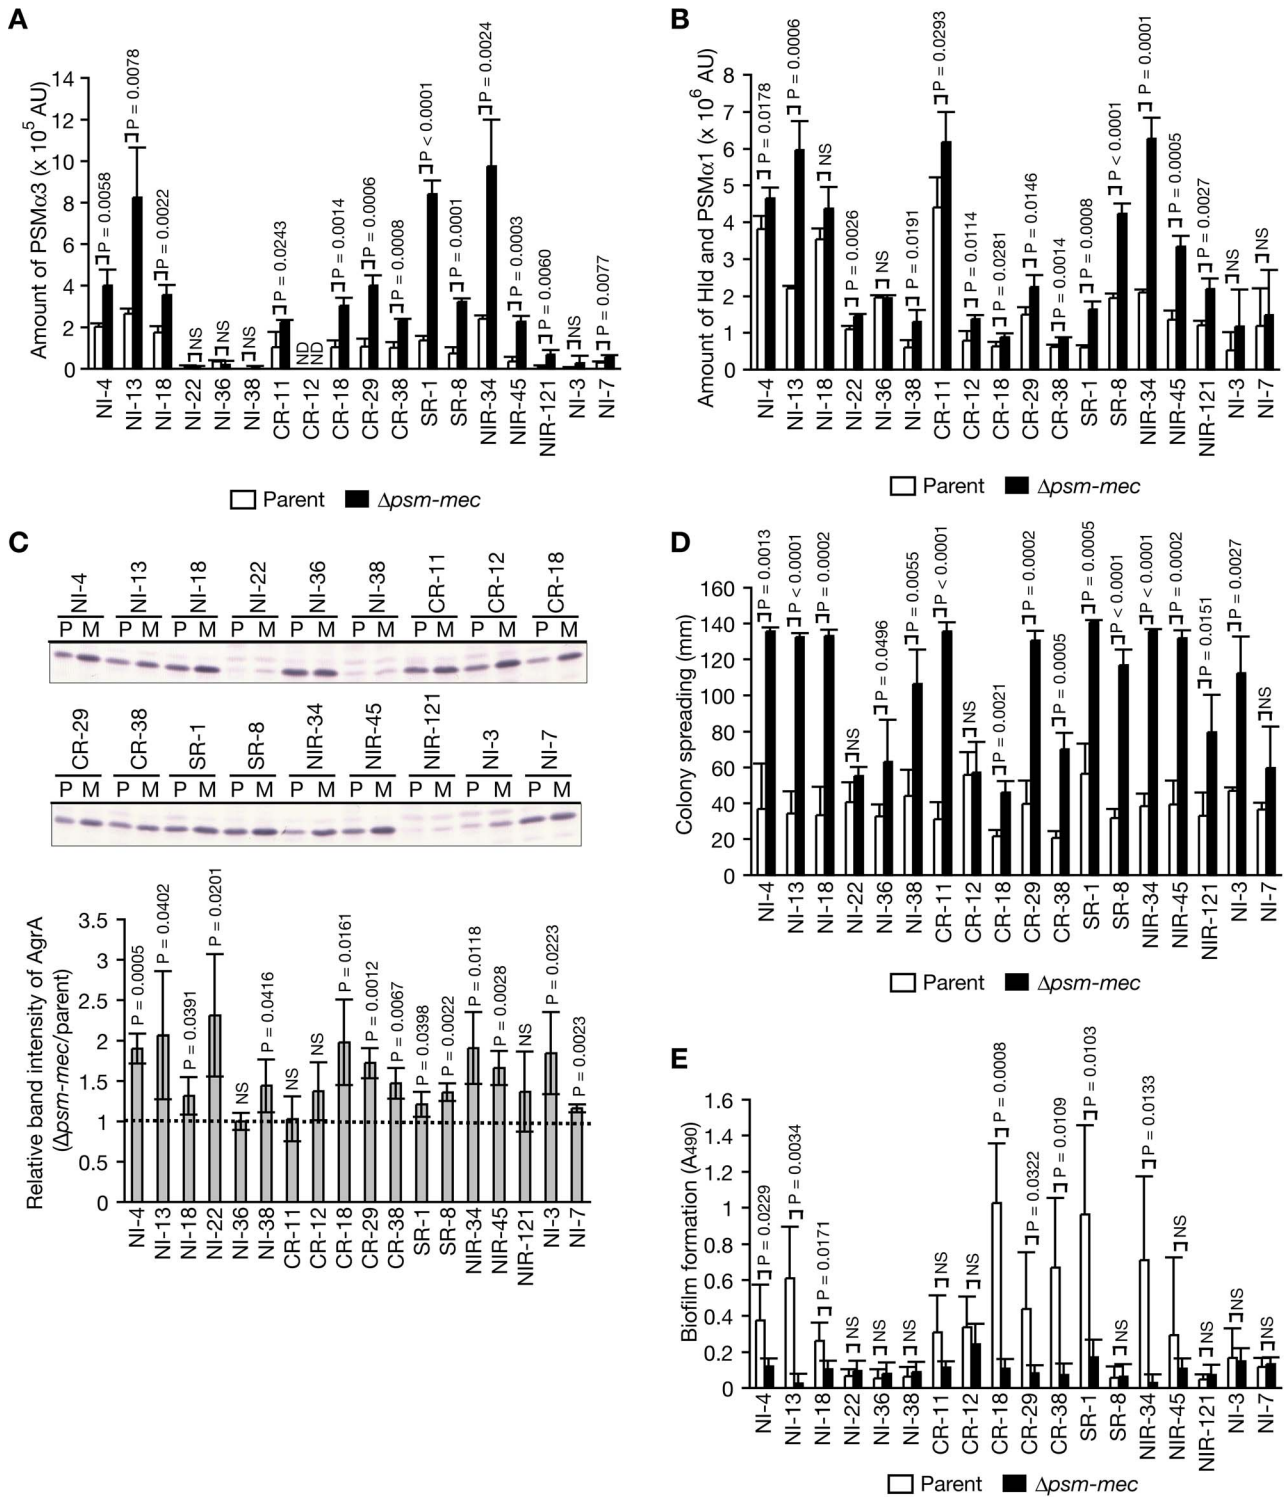 A
Amount of PSMα3 (x 10⁵ AU)
14
12
10
8
6
4
2
0
P = 0.0058
P = 0.0078
P = 0.0022
NS
NS
NS
P = 0.0243
ND
ND
P = 0.0014
P = 0.0006
P = 0.0008
P < 0.0001
P = 0.0001
P = 0.0024
P = 0.0003
P = 0.0060
NS
P = 0.0077
NI-4
NI-13
NI-18
NI-22
NI-36
NI-38
CR-11
CR-12
CR-18
CR-29
CR-38
SR-1
SR-8
NIR-34
NIR-45
NIR-121
NI-3
NI-7
Parent Δpsm-mec
B
Amount of Hld and PSMα1 (x 10⁶ AU)
8
7
6
5
4
3
2
1
0
P = 0.0178
P = 0.0006
NS
P = 0.0026
NS
P = 0.0191
P = 0.0293
P = 0.0114
P = 0.0281
P = 0.0146
P = 0.0014
P = 0.0008
P < 0.0001
P = 0.0001
P = 0.0005
P = 0.0027
NS
NS
NI-4
NI-13
NI-18
NI-22
NI-36
NI-38
CR-11
CR-12
CR-18
CR-29
CR-38
SR-1
SR-8
NIR-34
NIR-45
NIR-121
NI-3
NI-7
Parent Δpsm-mec
C
NI-4 NI-13 NI-18 NI-22 NI-36 NI-38 CR-11 CR-12 CR-18
P M P M P M P M P M P M P M P M P M
CR-29 CR-38 SR-1 SR-8 NIR-34 NIR-45 NIR-121 NI-3 NI-7
P M P M P M P M P M P M P M P M P M
Relative band intensity of AgrA
(Δpsm-mec/parent)
3.5
3
2.5
2
1.5
1
0.5
0
P = 0.0005
P = 0.0402
P = 0.0391
P = 0.0201
NS
P = 0.0416
NS
NS
P = 0.0161
P = 0.0012
P = 0.0067
P = 0.0398
P = 0.0022
P = 0.0118
P = 0.0028
NS
P = 0.0223
P = 0.0023
NI-4
NI-13
NI-18
NI-22
NI-36
NI-38
CR-11
CR-12
CR-18
CR-29
CR-38
SR-1
SR-8
NIR-34
NIR-45
NIR-121
NI-3
NI-7
D
Colony spreading (mm)
160
140
120
100
80
60
40
20
0
P = 0.0013
P < 0.0001
P = 0.0002
NS
P = 0.0496
P = 0.0055
P < 0.0001
NS
P = 0.0021
P = 0.0002
P = 0.0005
P = 0.0005
P < 0.0001
P < 0.0001
P = 0.0002
P = 0.0151
P = 0.0027
NS
NI-4
NI-13
NI-18
NI-22
NI-36
NI-38
CR-11
CR-12
CR-18
CR-29
CR-38
SR-1
SR-8
NIR-34
NIR-45
NIR-121
NI-3
NI-7
Parent Δpsm-mec
E
Biofilm formation (A490)
1.6
1.4
1.2
1
0.8
0.6
0.4
0.2
0
P = 0.0229
P = 0.0034
P = 0.0171
NS
NS
NS
NS
NS
P = 0.0008
P = 0.0322
P = 0.0109
P = 0.0103
NS
P = 0.0133
NS
NS
NS
NS
NI-4
NI-13
NI-18
NI-22
NI-36
NI-38
CR-11
CR-12
CR-18
CR-29
CR-38
SR-1
SR-8
NIR-34
NIR-45
NIR-121
NI-3
NI-7
Parent Δpsm-mec